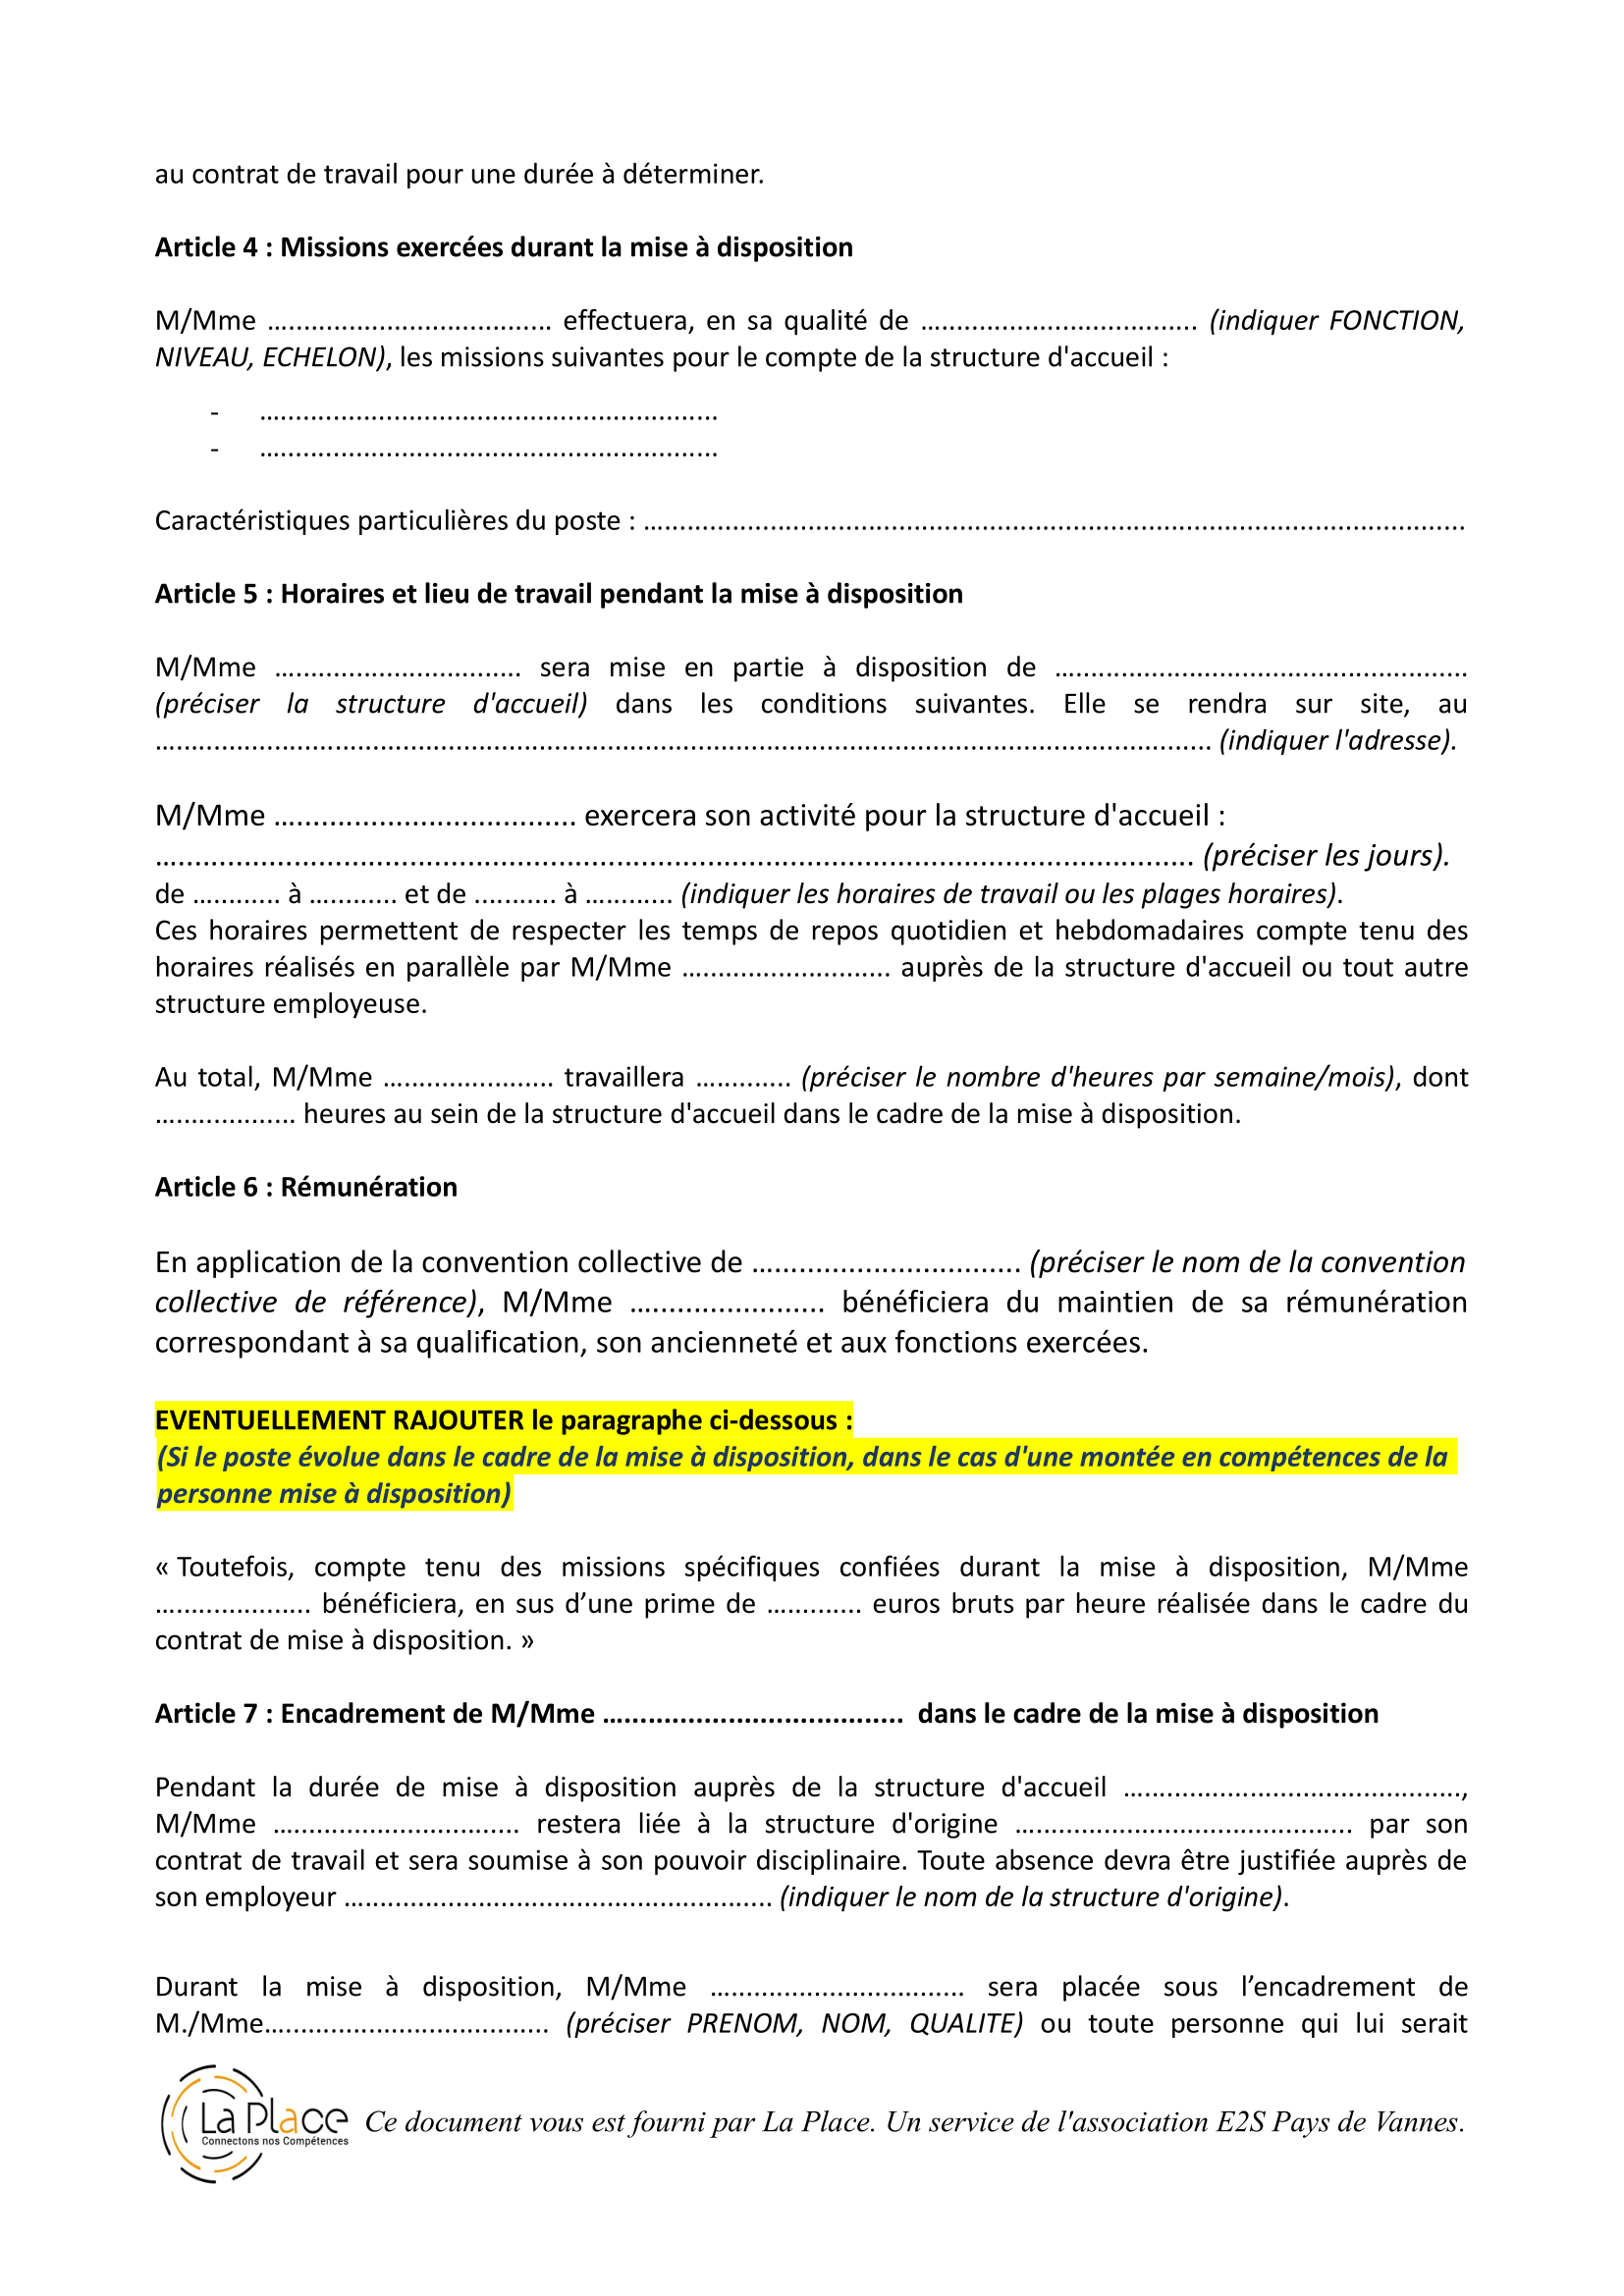 au contrat de travail pour une durée à déterminer.
Article 4 : Missions exercées durant la mise à disposition
M/Mme ………………………………. effectuera, en sa qualité de ……………………………….. (indiquer FONCTION,
NIVEAU, ECHELON), les missions suivantes pour le compte de la structure d'accueil :
- ……………………………………………………….
- ……………………………………………………….
Caractéristiques particulières du poste : ……………………………………………………………………………………………………
Article 5 : Horaires et lieu de travail pendant la mise à disposition
M/Mme ……………………………. sera mise en partie à disposition de ………………………………………………….
(préciser la structure d'accueil) dans les conditions suivantes. Elle se rendra sur site, au
…………………………………………………………………………………………………………………………………. (indiquer l'adresse).
M/Mme ………………………………. exercera son activité pour la structure d'accueil :
……………………………………………………………………………………………………………………. (préciser les jours).
de ………... à ………... et de .......... à ………... (indiquer les horaires de travail ou les plages horaires).
Ces horaires permettent de respecter les temps de repos quotidien et hebdomadaires compte tenu des
horaires réalisés en parallèle par M/Mme ………………………. auprès de la structure d'accueil ou tout autre
structure employeuse.
Au total, M/Mme ……………………. travaillera …………. (préciser le nombre d'heures par semaine/mois), dont
……………….. heures au sein de la structure d'accueil dans le cadre de la mise à disposition.
Article 6 : Rémunération
En application de la convention collective de …………………………….. (préciser le nom de la convention
collective de référence), M/Mme ……………………. bénéficiera du maintien de sa rémunération
correspondant à sa qualification, son ancienneté et aux fonctions exercées.
EVENTUELLEMENT RAJOUTER le paragraphe ci-dessous :
(Si le poste évolue dans le cadre de la mise à disposition, dans le cas d'une montée en compétences de la
personne mise à disposition)
« Toutefois, compte tenu des missions spécifiques confiées durant la mise à disposition, M/Mme
…………………. bénéficiera, en sus d’une prime de …………. euros bruts par heure réalisée dans le cadre du
contrat de mise à disposition. »
Article 7 : Encadrement de M/Mme …………………………………. dans le cadre de la mise à disposition
Pendant la durée de mise à disposition auprès de la structure d'accueil ……………………………………….,
M/Mme ……………………………. restera liée à la structure d'origine ………………………………………. par son
contrat de travail et sera soumise à son pouvoir disciplinaire. Toute absence devra être justifiée auprès de
son employeur …………………………………………………. (indiquer le nom de la structure d'origine).
Durant la mise à disposition, M/Mme …………………………….. sera placée sous l’encadrement de
M./Mme………………………………… (préciser PRENOM, NOM, QUALITE) ou toute personne qui lui serait
La Place
Connectons nos Compétences
Ce document vous est fourni par La Place. Un service de l'association E2S Pays de Vannes.